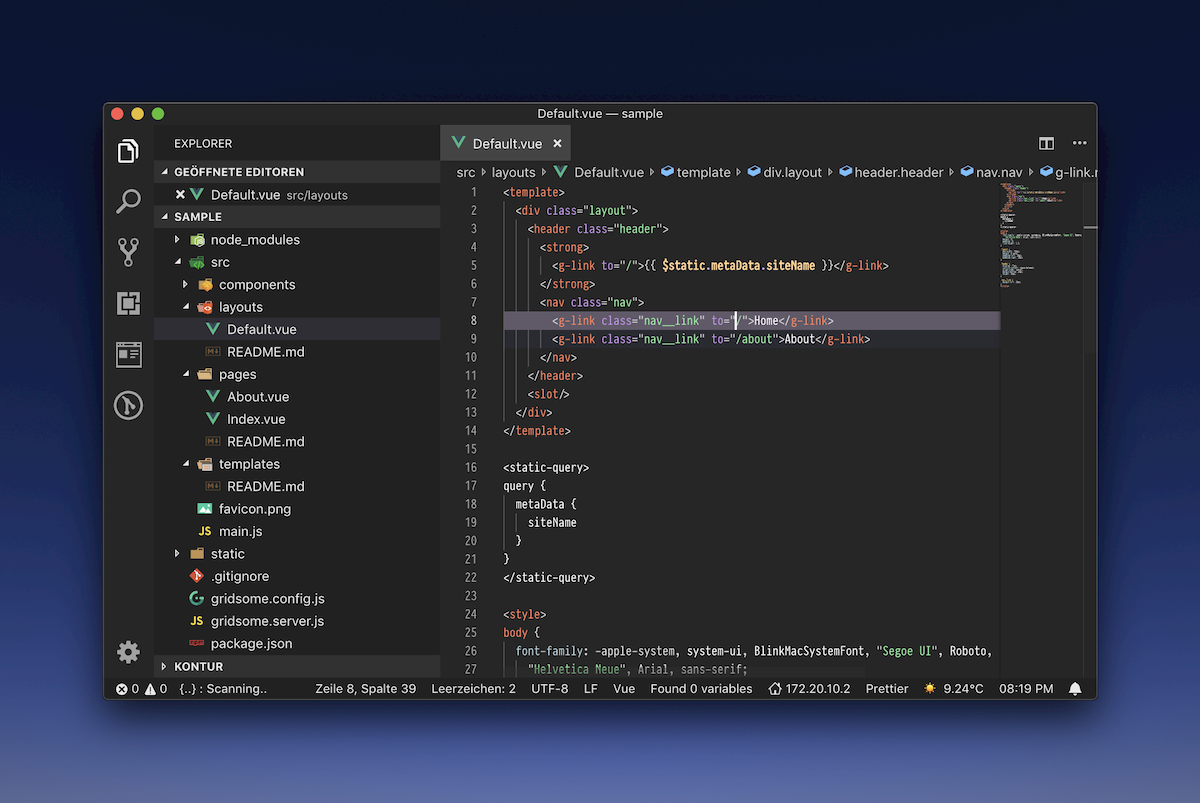 Default.vue — sample
EXPLORER
GEÖFFNETE EDITOREN
Default.vue src/layouts
SAMPLE
node_modules
src
components
layouts
Default.vue
README.md
pages
About.vue
Index.vue
README.md
templates
README.md
favicon.png
JS main.js
static
.gitignore
gridsome.config.js
JS gridsome.server.js
package.json
KONTUR
Default.vue
src layouts Default.vue template div.layout header.header nav.nav g-link.r
1 <template>
2 <div class="layout">
3 <header class="header">
4 <strong>
5 <g-link to="/">{{ $static.metaData.siteName }}</g-link>
6 </strong>
7 <nav class="nav">
8 <g-link class="nav__link" to="/">Home</g-link>
9 <g-link class="nav__link" to="/about">About</g-link>
10 </nav>
11 </header>
12 <slot/>
13 </div>
14 </template>
15
16 <static-query>
17 query {
18 metaData {
19 siteName
20 }
21 }
22 </static-query>
23
24 <style>
25 body {
26 font-family: -apple-system, system-ui, BlinkMacSystemFont, "Segoe UI", Roboto,
27 "Helvetica Neue", Arial, sans-serif;
0 0 {..} : Scanning.. Zeile 8, Spalte 39 Leerzeichen: 2 UTF-8 LF Vue Found 0 variables 172.20.10.2 Prettier 9.24°C 08:19 PM